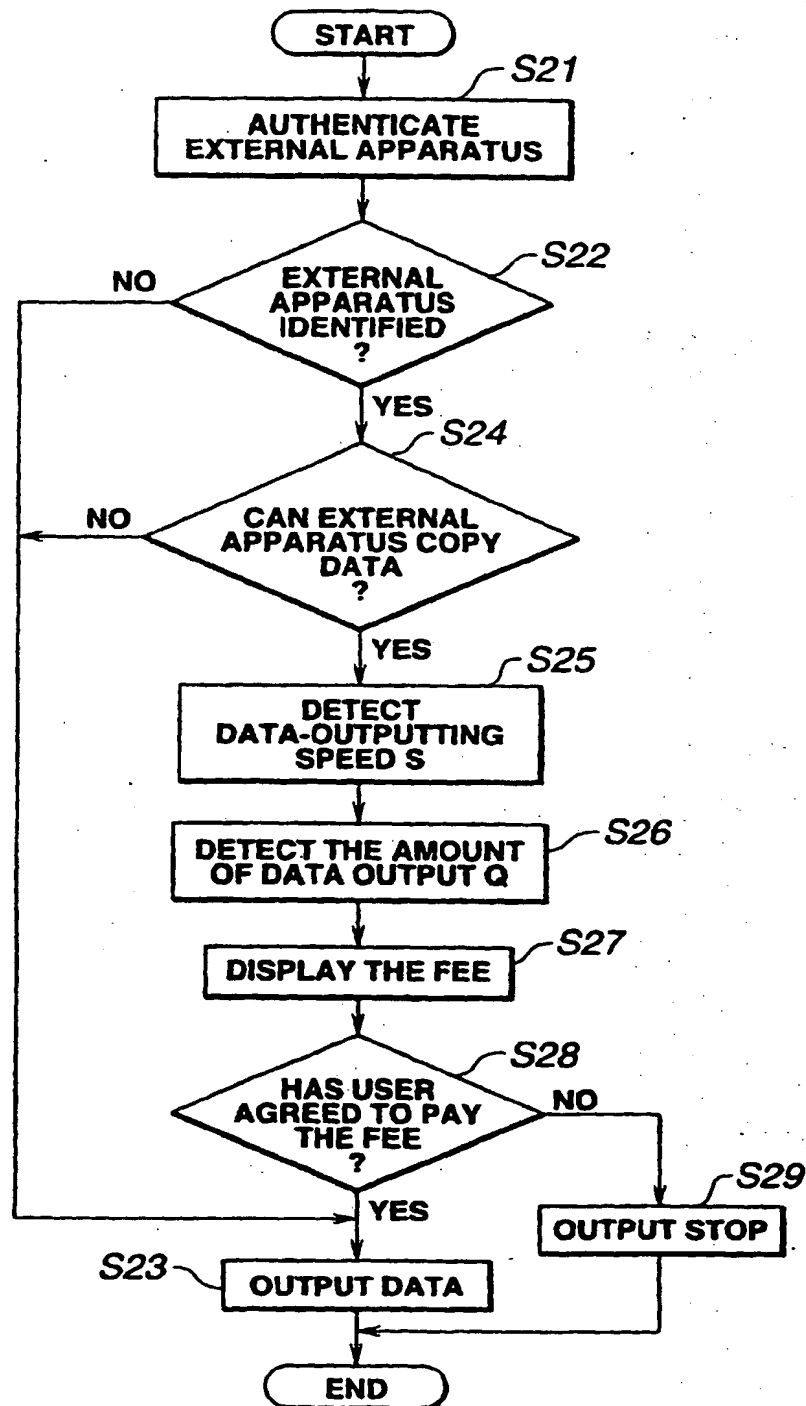 START
S21
AUTHENTICATE
EXTERNAL APPARATUS
S22
NO
EXTERNAL
APPARATUS
IDENTIFIED
?
YES
S24
NO
CAN EXTERNAL
APPARATUS COPY
DATA
?
YES
S25
DETECT
DATA-OUTPUTTING
SPEED S
S26
DETECT THE AMOUNT
OF DATA OUTPUT Q
S27
DISPLAY THE FEE
S28
HAS USER
AGREED TO PAY
THE FEE
?
NO
YES
S29
OUTPUT STOP
S23
OUTPUT DATA
END